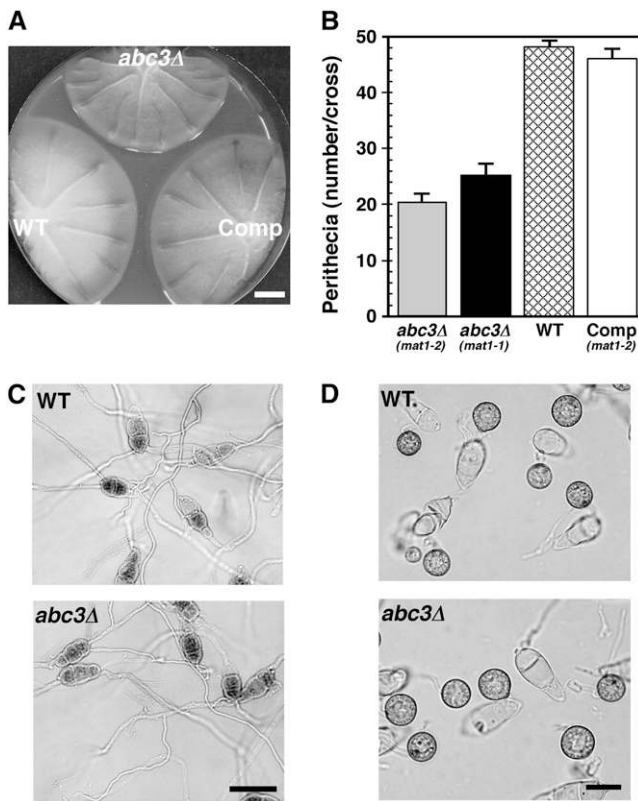 A
abc3Δ
WT
Comp
B
Perithecia (number/cross)
50
40
30
20
10
0
abc3Δ
(mat1-2)
abc3Δ
(mat1-1)
WT
Comp
(mat1-2)
C
WT
abc3Δ
D
WT.
abc3Δ